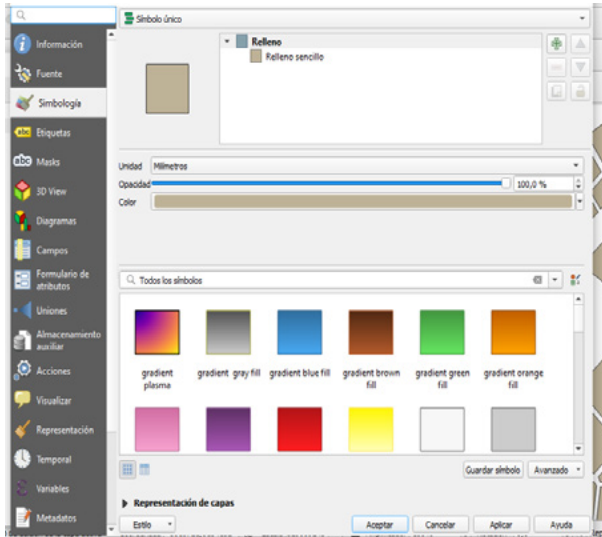 Símbolo único
Información
Fuente
Simbología
abc Etiquetas
abc Masks
3D View
Diagramas
Campos
Formulario de
atributos
Uniones
Almacenamiento
auxiliar
Acciones
Visualizar
Representación
Temporal
Variables
Metadatos
Relleno
Relleno sencillo
Unidad Milímetros
Opacidad 100,0 %
Color
Todos los símbolos
gradient
plasma
gradient gray fill
gradient blue fill
gradient brown
fill
gradient green
fill
gradient orange
fill
Guardar símbolo Avanzado
Representación de capas
Estilo Aceptar Cancelar Aplicar Ayuda